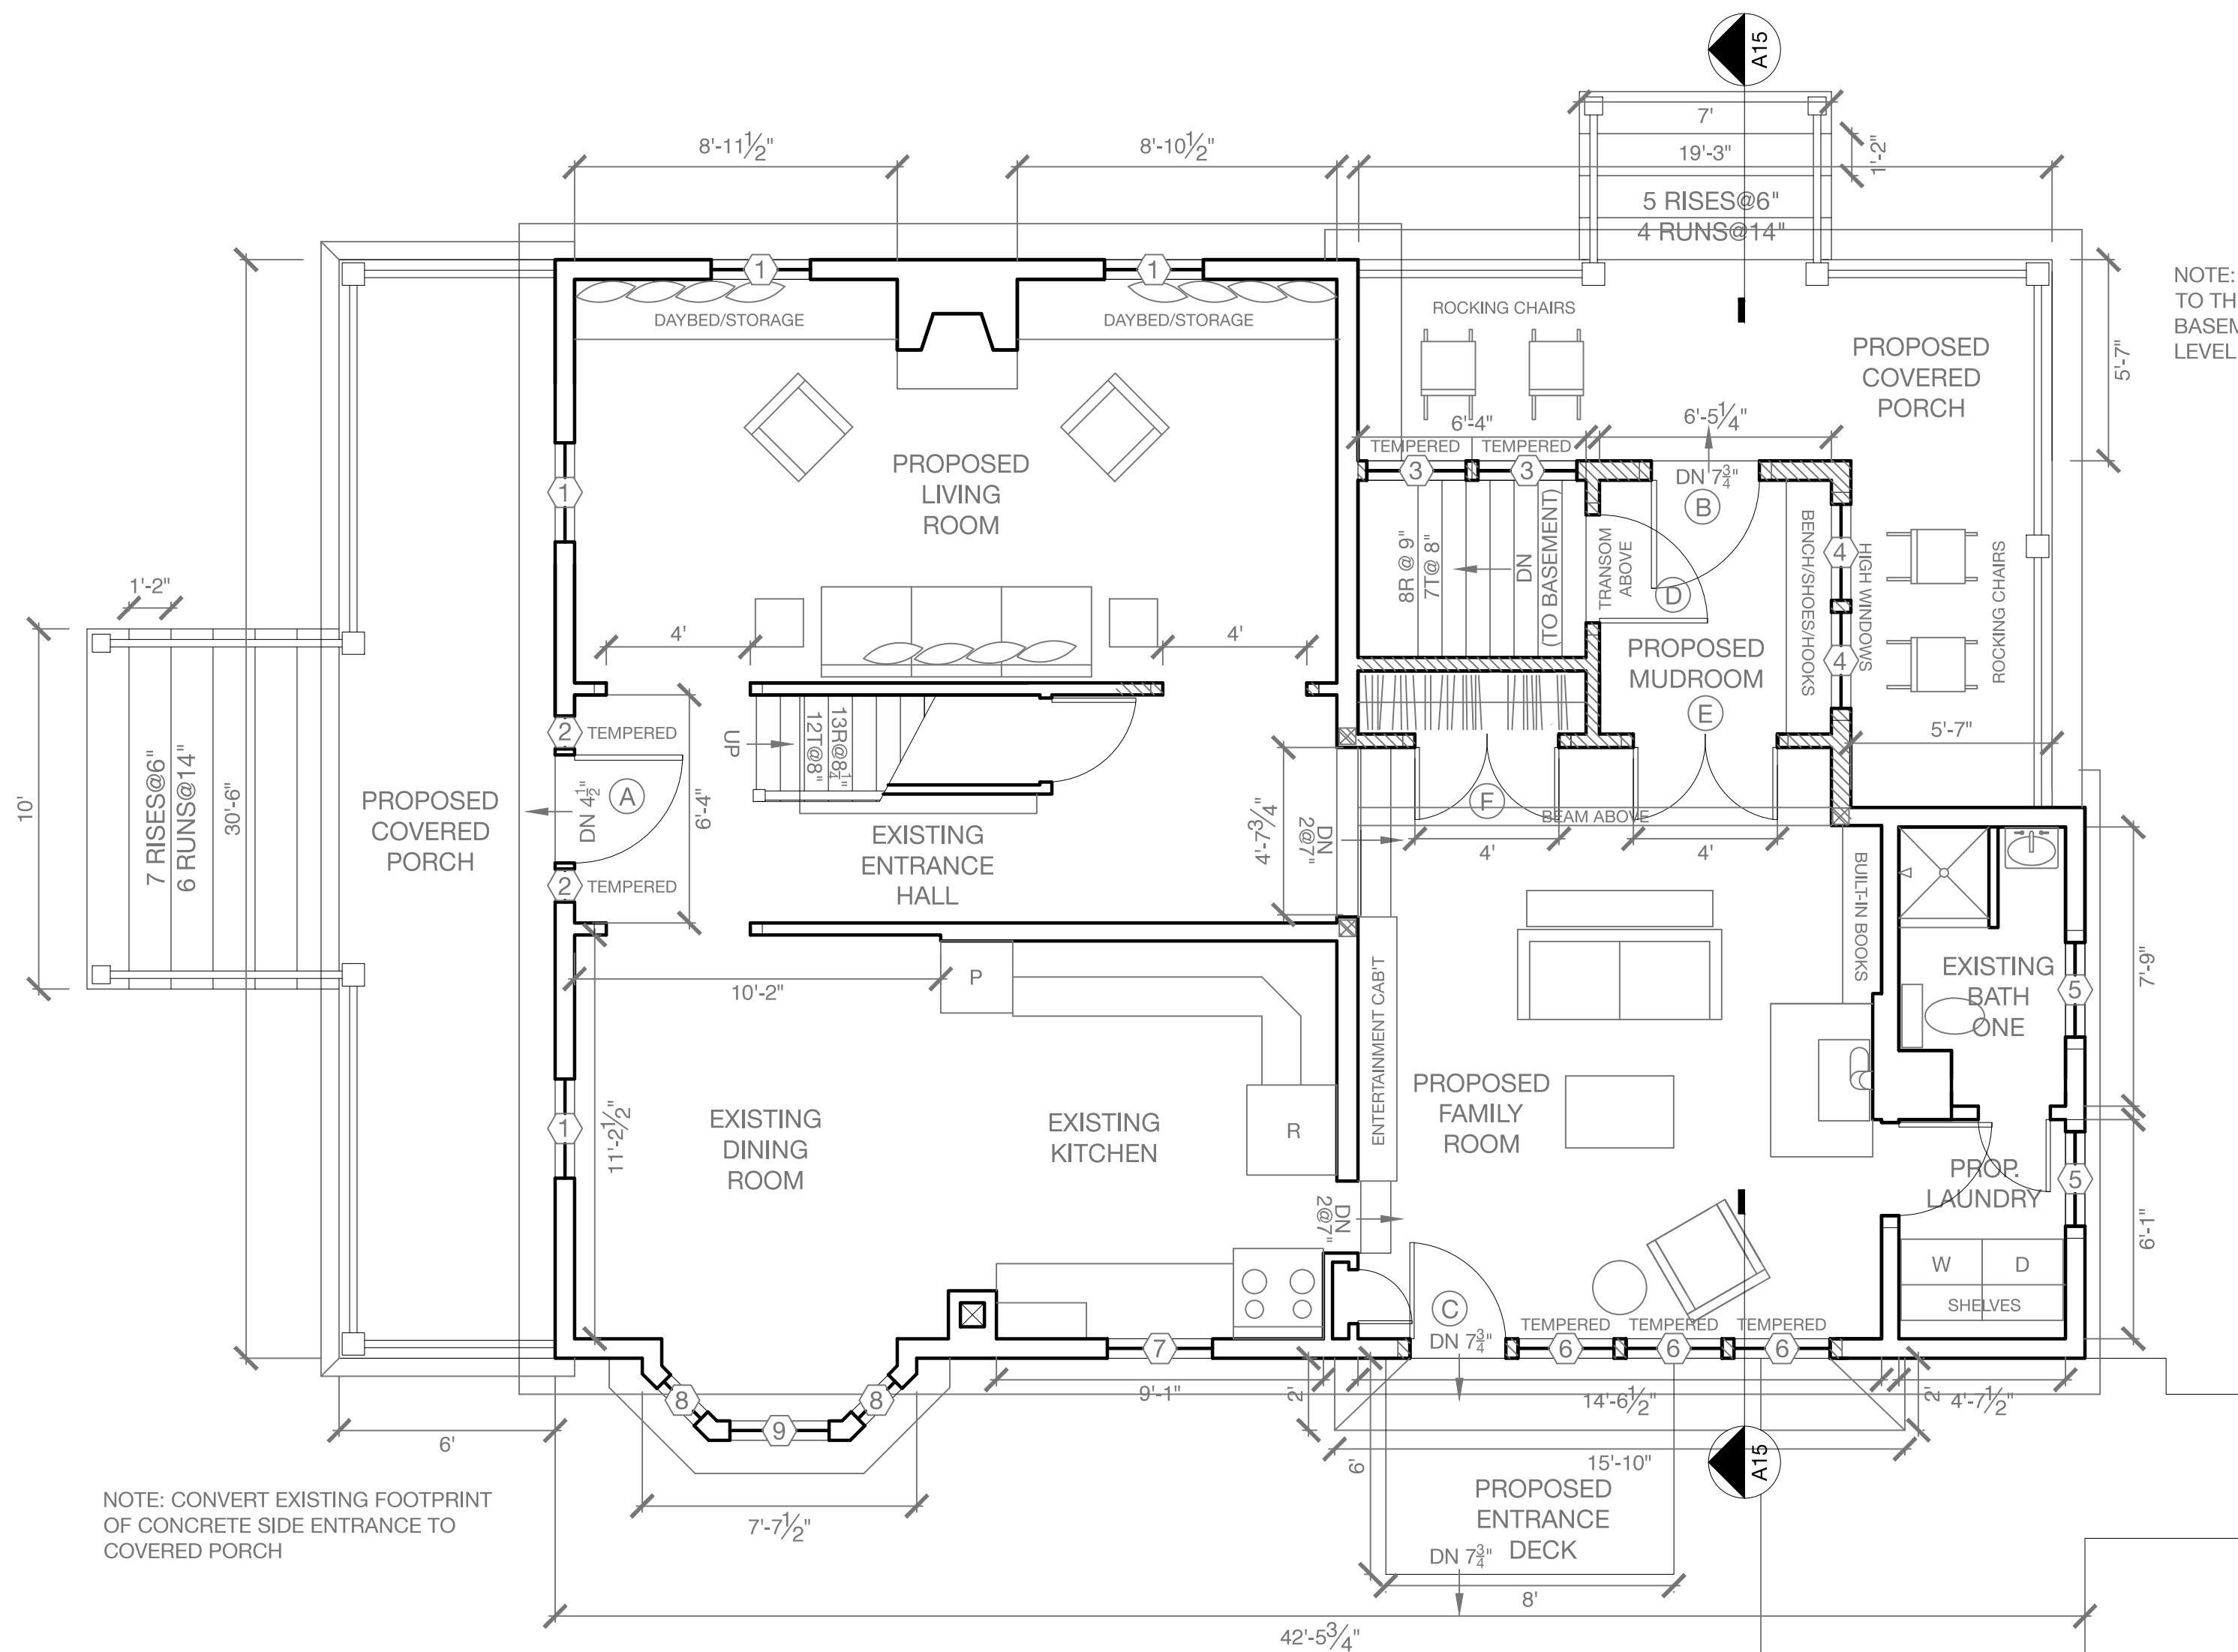 A15
7'
8'-11½"
8'-10½"
19'-3"
1'-2"
5 RISES@6"
4 RUNS@14"
NOTE:
LEVEL
1
1
DAYBED/STORAGE
DAYBED/STORAGE
ROCKING CHAIRS
PROPOSED
COVERED
PORCH
5'-7"
6'-4"
6'-5¼"
TEMPERED
TEMPERED
3
3
DN 7¾"
B
PROPOSED
LIVING
ROOM
1
8R @ 9"
7T@ 8"
DN
(TO BASEMENT)
TRANSOM
ABOVE
D
BENCH/SHOES/HOOKS
4
4
HIGH WINDOWS
ROCKING CHAIRS
1'-2"
4'
4'
PROPOSED
MUDROOM
E
5'-7"
10'
7 RISES@6"
6 RUNS@14"
30'-6"
PROPOSED
COVERED
PORCH
2
TEMPERED
DN 4½"
A
6'-4"
2
TEMPERED
UP
12T@8"
13R@8¼"
EXISTING
ENTRANCE
HALL
4'-7¾"
DN
2@7"
F
BEAM ABOVE
4'
4'
BUILT-IN BOOKS
10'-2"
P
ENTERTAINMENT CAB'T
EXISTING
BATH
ONE
5
7'-9"
1
11'-2½"
EXISTING
DINING
ROOM
EXISTING
KITCHEN
R
PROPOSED
FAMILY
ROOM
PROP.
LAUNDRY
5
6'-1"
DN
2@7"
W
D
SHELVES
C
DN 7¾"
TEMPERED
TEMPERED
TEMPERED
7
6
6
6
8
8
9
9'-1"
2'
14'-6½"
2'
4'-7½"
6'
15'-10"
A15
6'
PROPOSED
ENTRANCE
DECK
NOTE: CONVERT EXISTING FOOTPRINT
OF CONCRETE SIDE ENTRANCE TO
COVERED PORCH
7'-7½"
DN 7¾"
8'
42'-5¾"